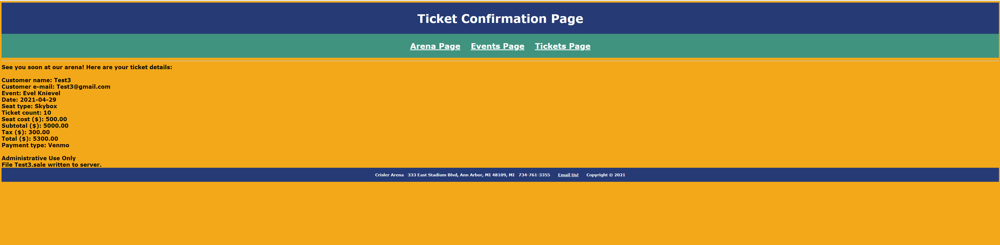 Ticket Confirmation Page
Arena Page Events Page Tickets Page
See you soon at our arena! Here are your ticket details:
Customer name: Test3
Customer e-mail: Test3@gmail.com
Event: Evel Knievel
Date: 2021-04-29
Seat type: Skybox
Ticket count: 10
Seat cost ($): 500.00
Subtotal ($): 5000.00
Tax ($): 300.00
Total ($): 5300.00
Payment type: Venmo
Administrative Use Only
File Test3.sale written to server.
Crisler Arena 333 East Stadium Blvd, Ann Arbor, MI 48109, MI 734-761-3355 Email Us! Copyright © 2021